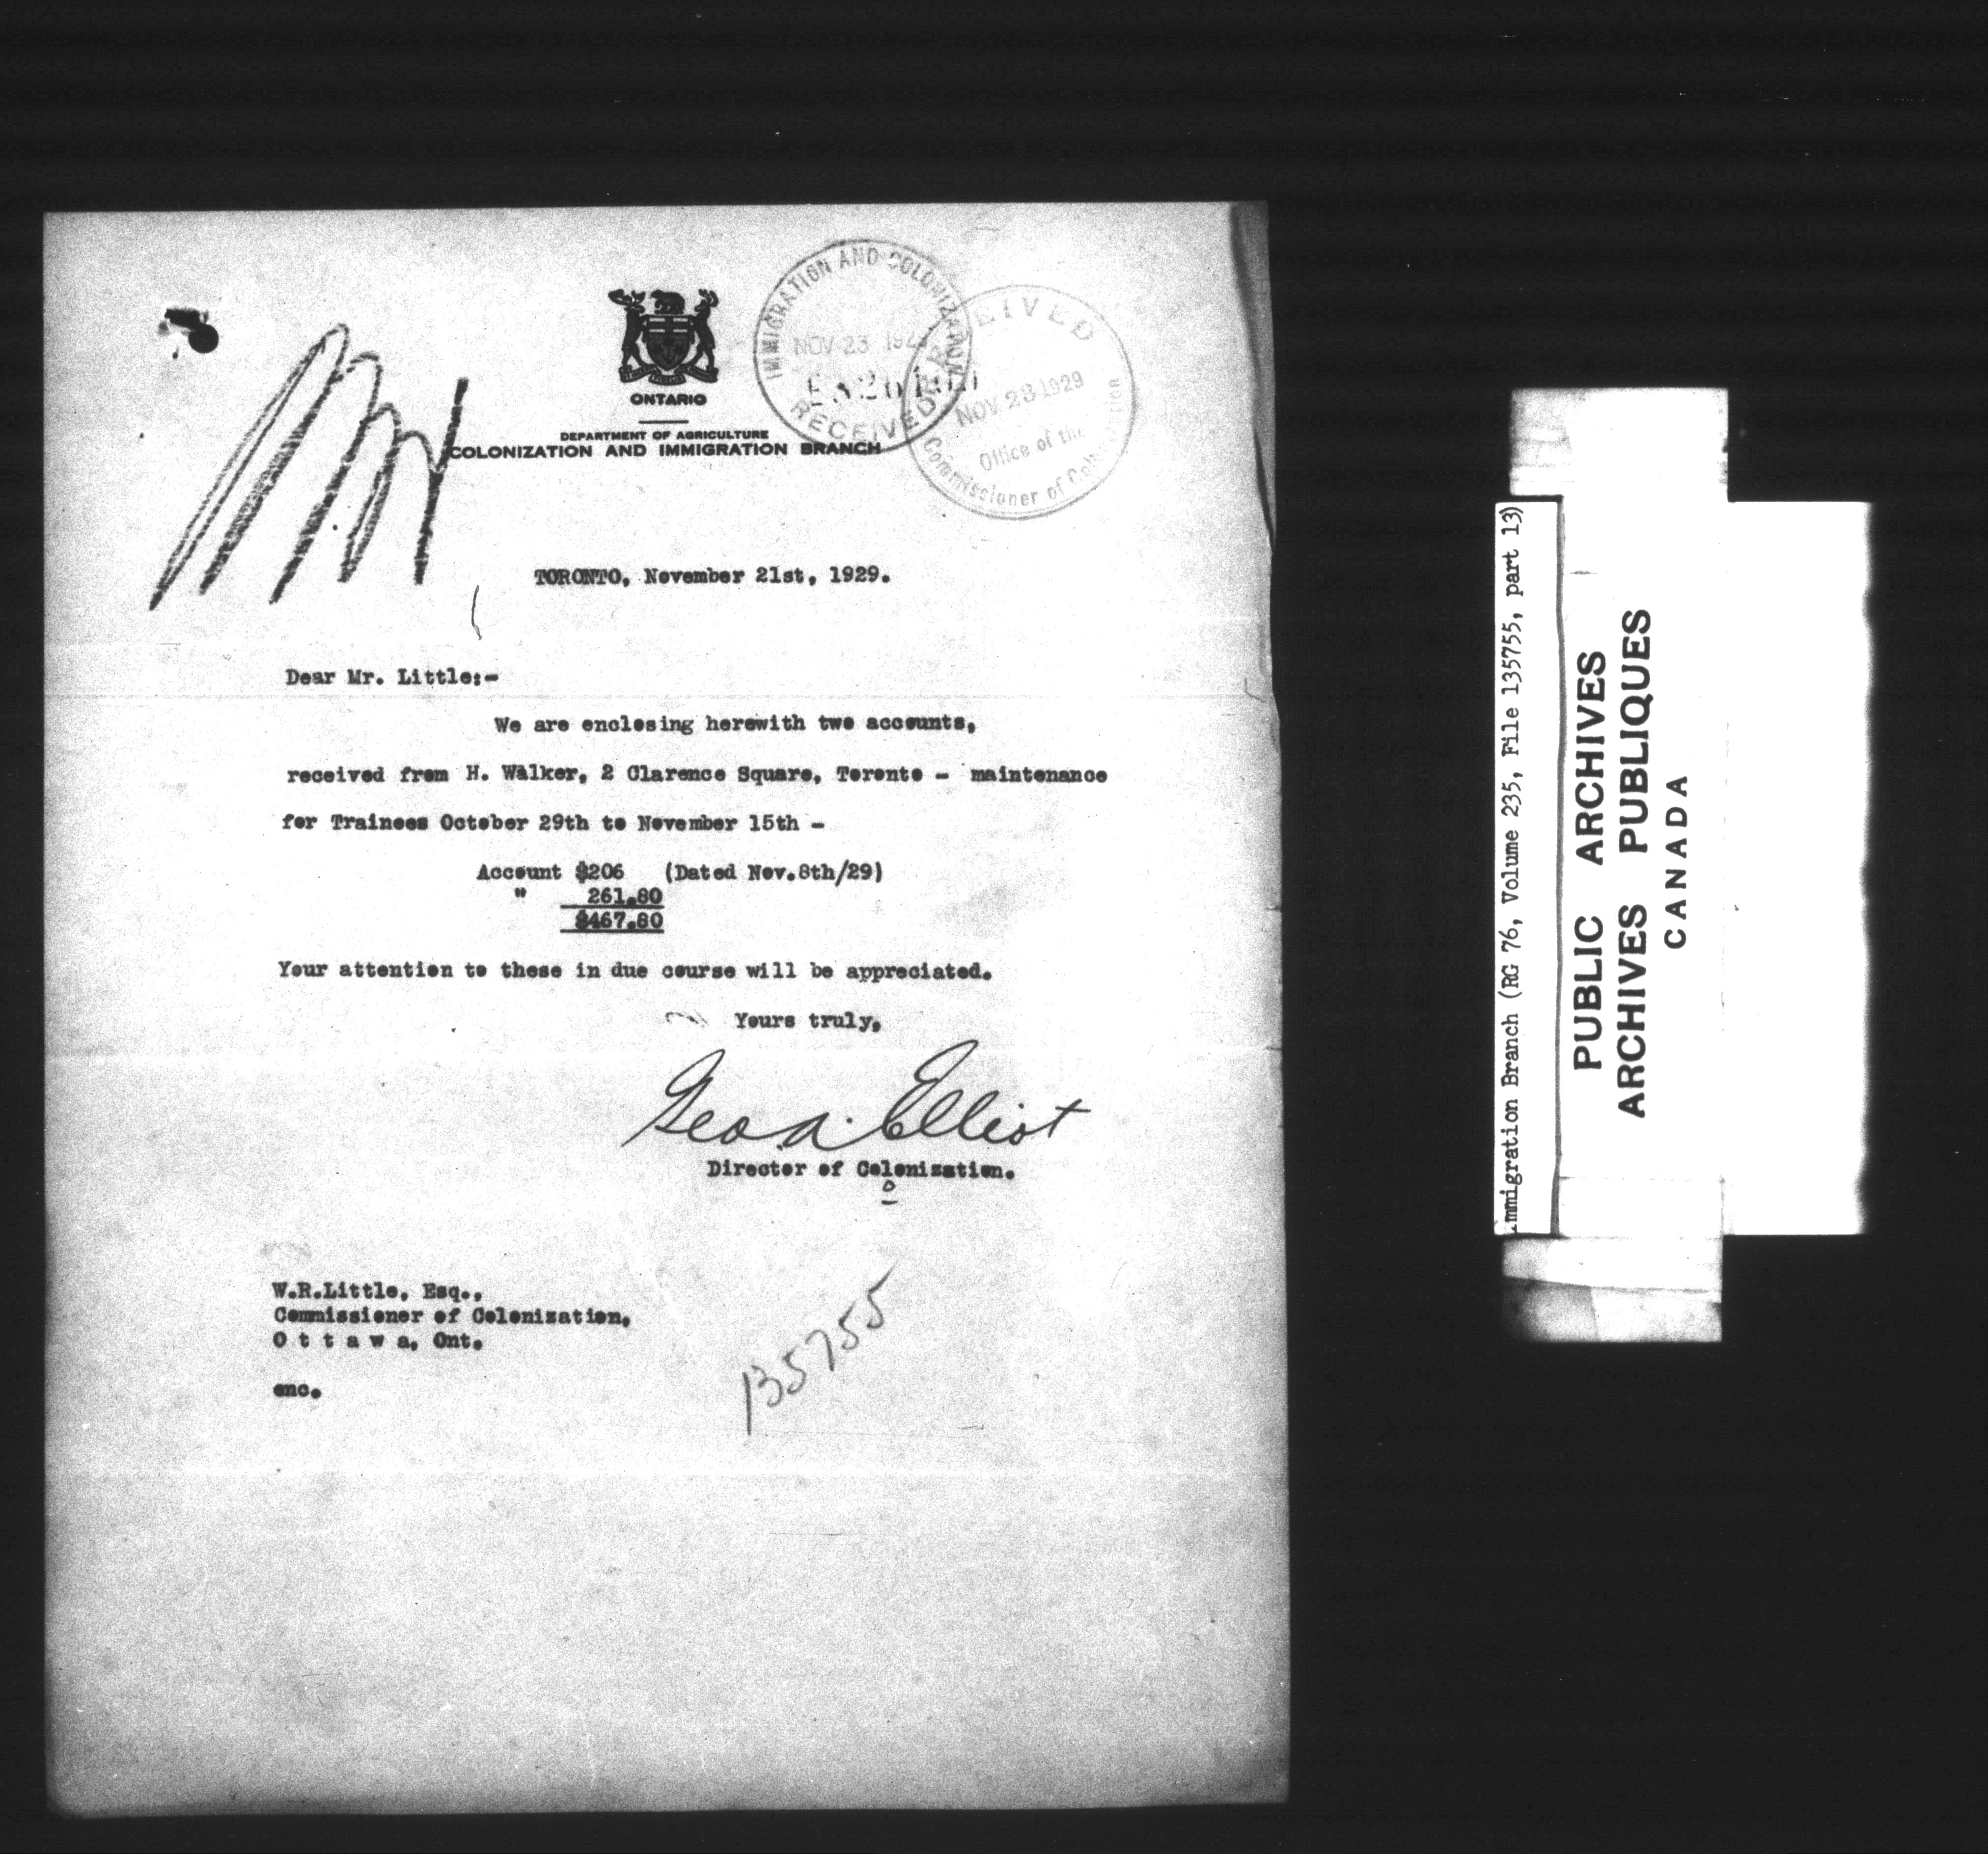 IMMIGRATION AND COLONIZATION
NOV 23 1929
RECEIVED
NOV 23 1929
Office of the
Commissioner of
ONTARIO
DEPARTMENT OF AGRICULTURE
COLONIZATION AND IMMIGRATION BRANCH
TORONTO, November 21st, 1929.
Dear Mr. Little:-
We are enclosing herewith two accounts,
received from H. Walker, 2 Clarence Square, Toronto - maintenance
for Trainees October 29th to November 15th -
Account $206 (Dated Nov.8th/29)
" 261.80
$467.80
Your attention to these in due course will be appreciated.
Yours truly,
Geo. A. Elliot
Director of Colonization.
W.R.Little, Esq.,
Commissioner of Colonization,
O t t a w a, Ont.
enc.
135755
Immigration Branch (RG 76, Volume 235, File 135755, part 13)
PUBLIC ARCHIVES
ARCHIVES PUBLIQUES
CANADA